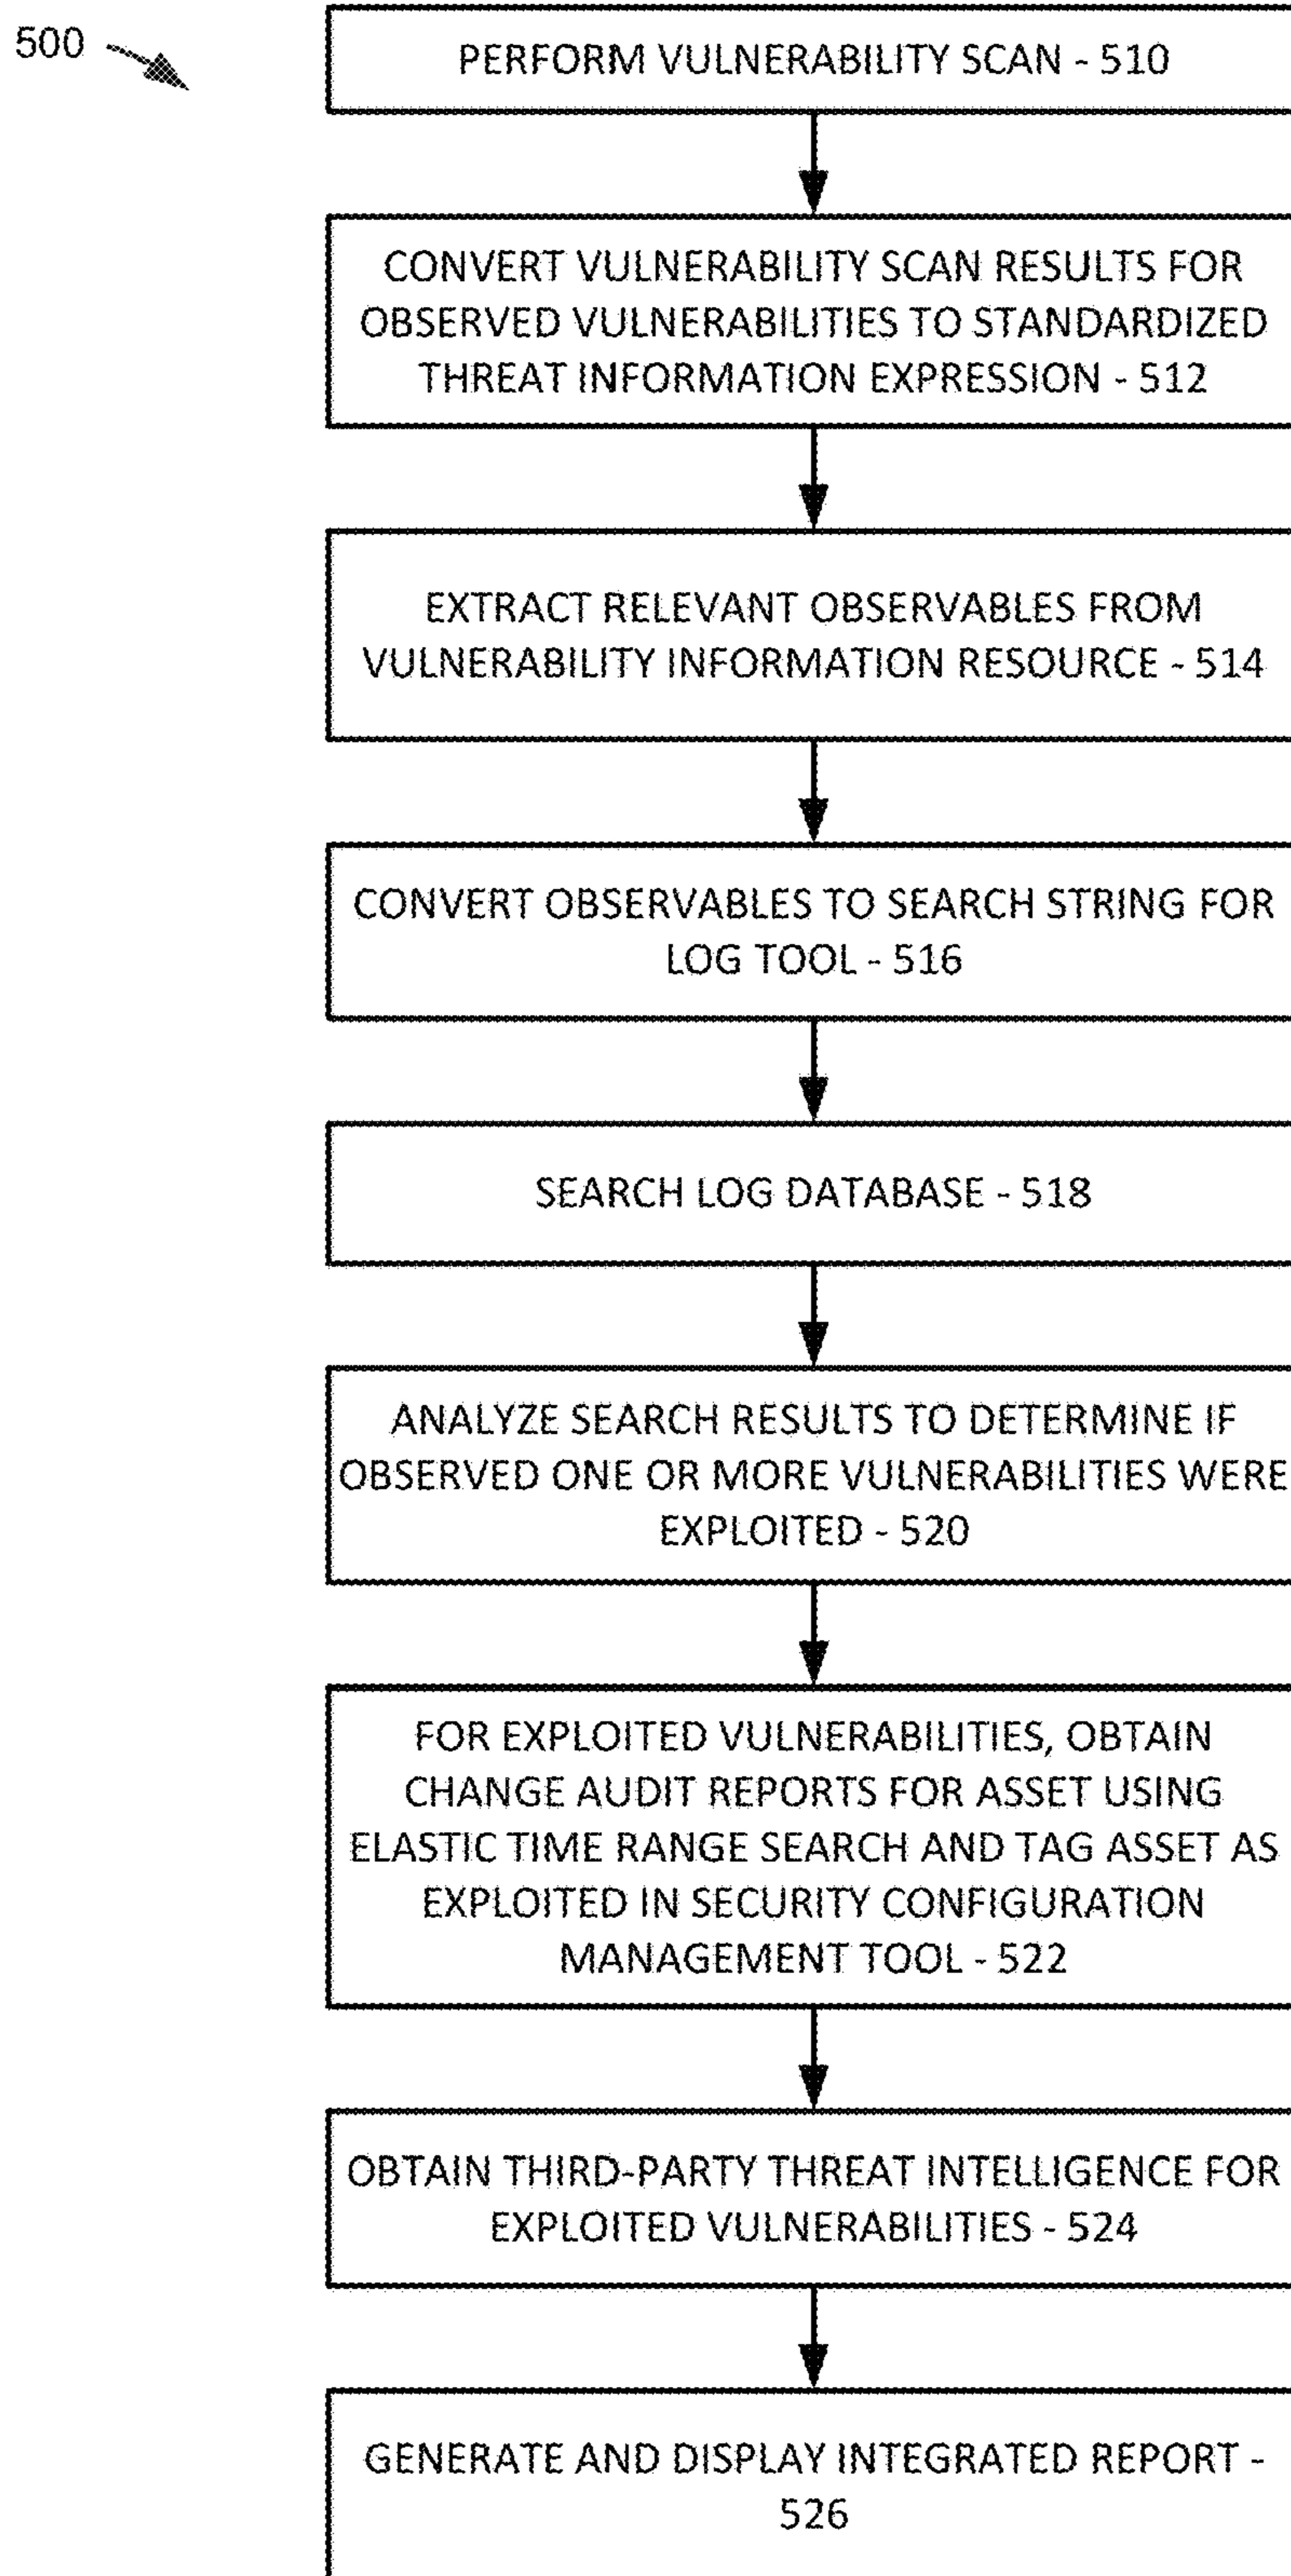 500
PERFORM VULNERABILITY SCAN - 510
CONVERT VULNERABILITY SCAN RESULTS FOR
OBSERVED VULNERABILITIES TO STANDARDIZED
THREAT INFORMATION EXPRESSION - 512
EXTRACT RELEVANT OBSERVABLES FROM
VULNERABILITY INFORMATION RESOURCE - 514
CONVERT OBSERVABLES TO SEARCH STRING FOR
LOG TOOL - 516
SEARCH LOG DATABASE - 518
ANALYZE SEARCH RESULTS TO DETERMINE IF
OBSERVED ONE OR MORE VULNERABILITIES WERE
EXPLOITED - 520
FOR EXPLOITED VULNERABILITIES, OBTAIN
CHANGE AUDIT REPORTS FOR ASSET USING
ELASTIC TIME RANGE SEARCH AND TAG ASSET AS
EXPLOITED IN SECURITY CONFIGURATION
MANAGEMENT TOOL - 522
OBTAIN THIRD-PARTY THREAT INTELLIGENCE FOR
EXPLOITED VULNERABILITIES - 524
GENERATE AND DISPLAY INTEGRATED REPORT -
526